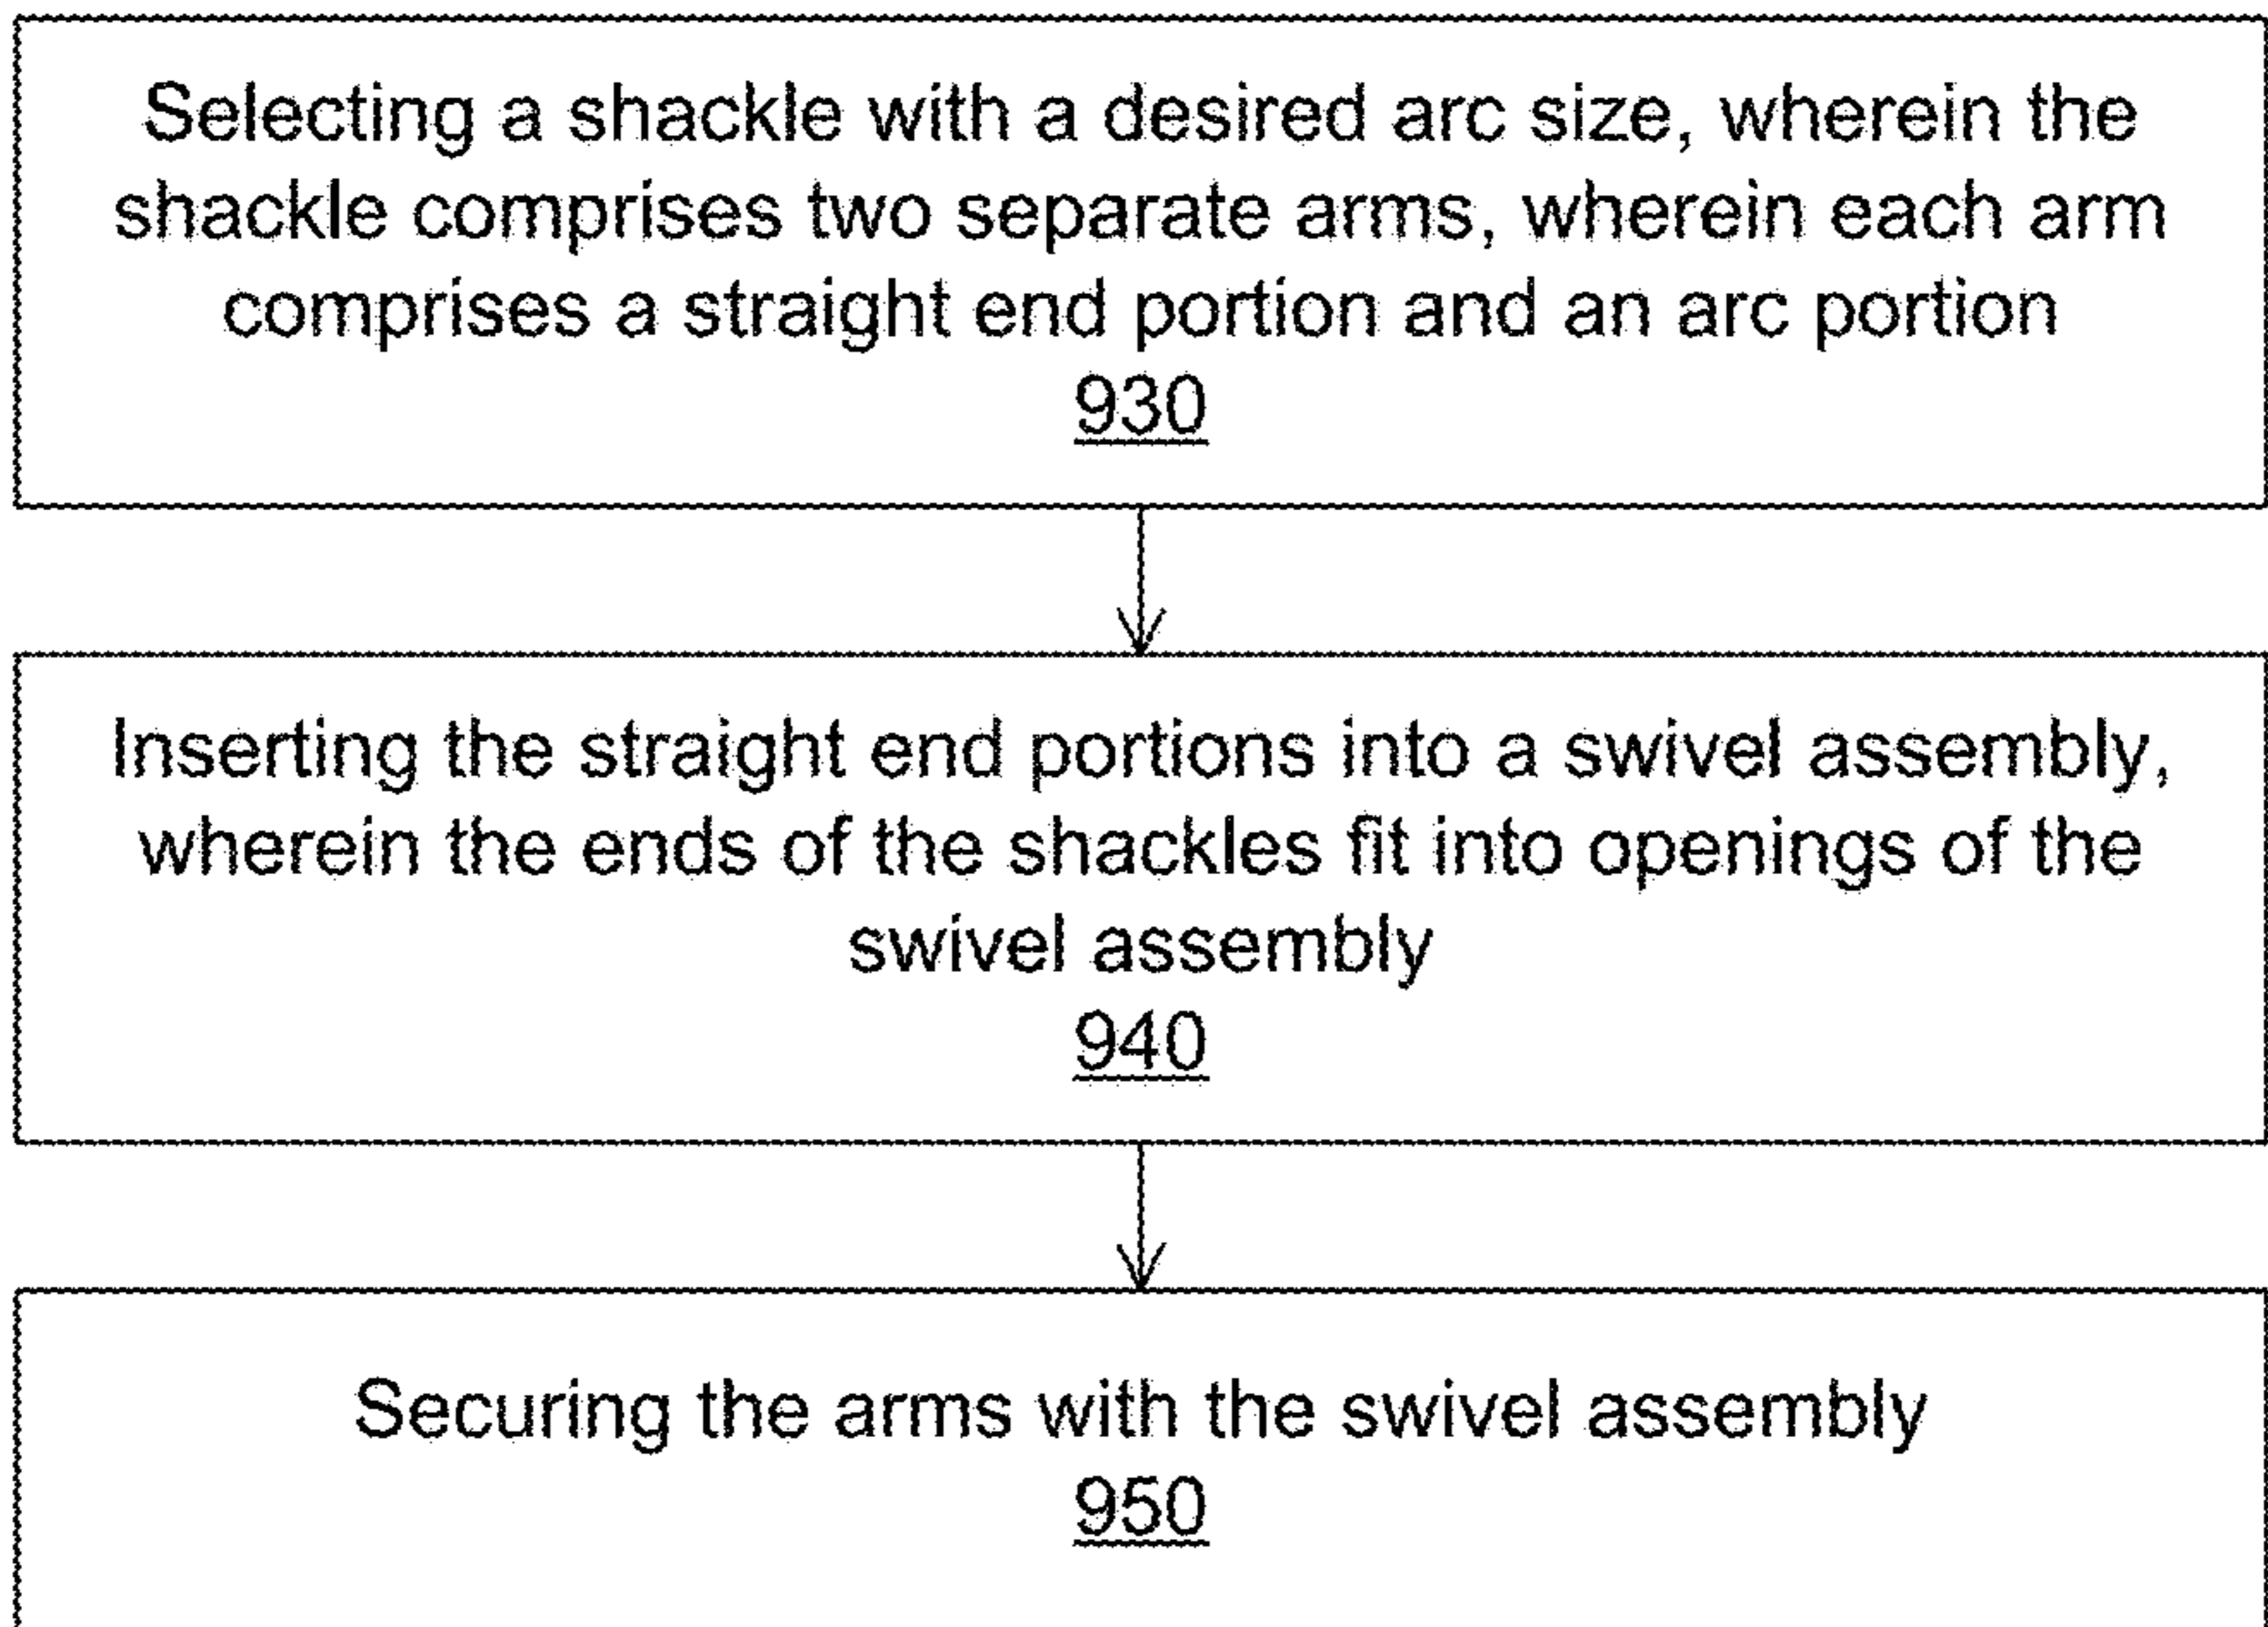 Selecting a shackle with a desired arc size, wherein the
shackle comprises two separate arms, wherein each arm
comprises a straight end portion and an arc portion
930
Inserting the straight end portions into a swivel assembly,
wherein the ends of the shackles fit into openings of the
swivel assembly
940
Securing the arms with the swivel assembly
950